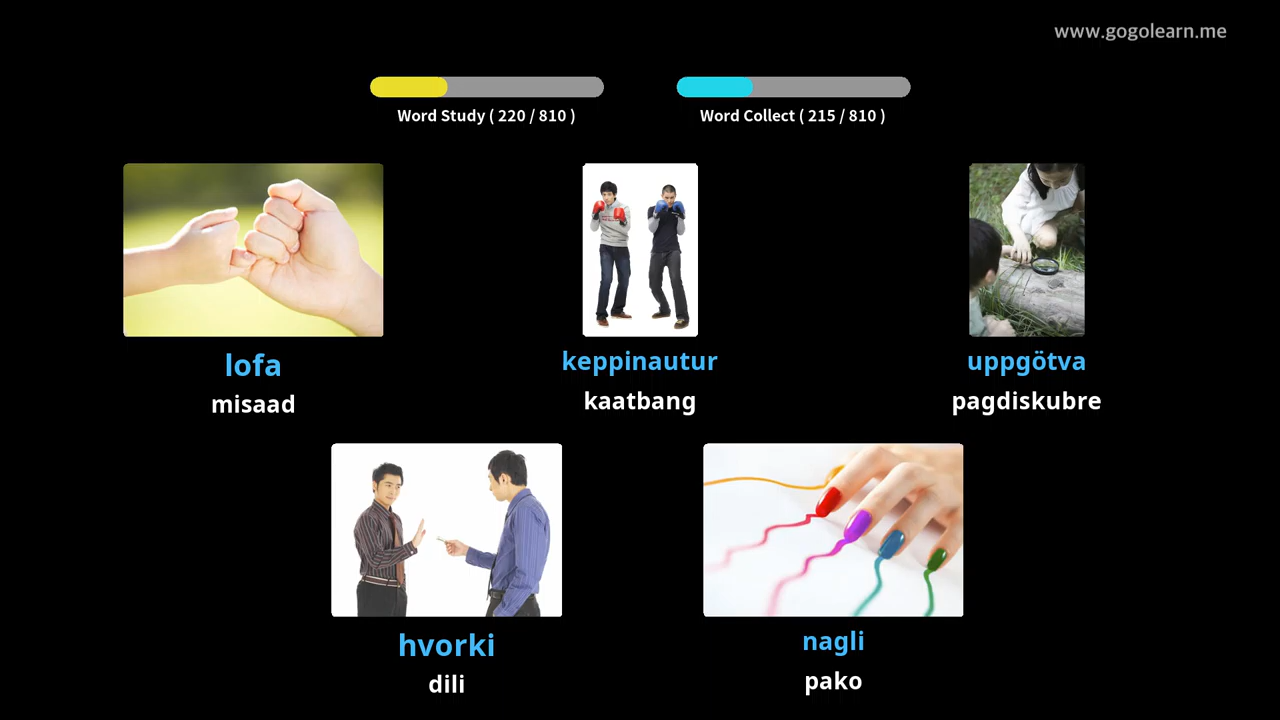 www.gogolearn.me
Word Study ( 220 / 810 )
Word Collect ( 215 / 810 )
lofa
misaad
keppinautur
kaatbang
uppgötva
pagdiskubre
hvorki
dili
nagli
pako